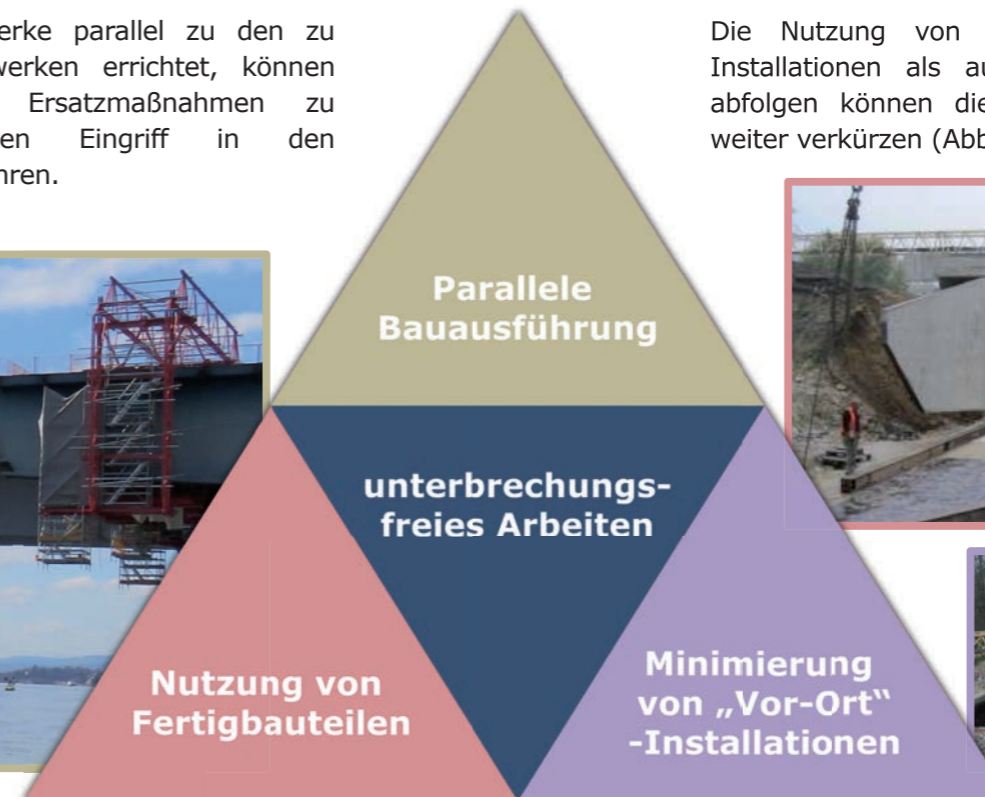 erke parallel zu den zu
werken errichtet, können
Ersatzmaßnahmen zu
en Eingriff in den
hren.
Die Nutzung von
Installationen als au
abfolgen können die
weiter verkürzen (Abb
Parallele
Bauausführung
unterbrechungs-
freies Arbeiten
Nutzung von
Fertigbauteilen
Minimierung
von „Vor-Ort“
-Installationen